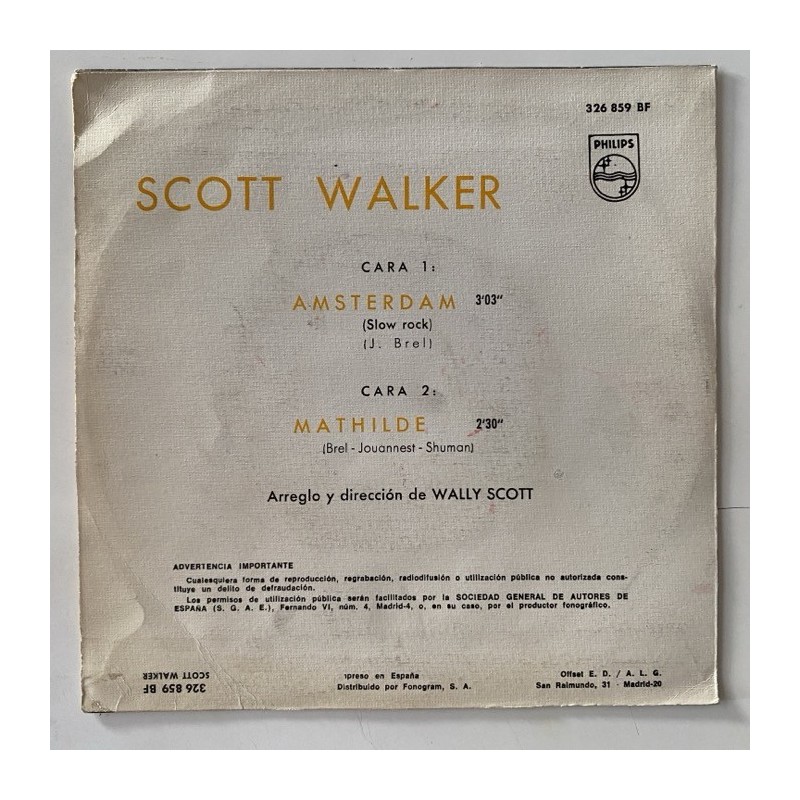 326 859 BF
PHILIPS
SCOTT WALKER
CARA 1:
AMSTERDAM 3'03"
(Slow rock)
(J. Brel)
CARA 2:
MATHILDE 2'30"
(Brel - Jouannest - Shuman)
Arreglo y dirección de WALLY SCOTT
ADVERTENCIA IMPORTANTE
Cualesquiera forma de reproducción, regrabación, radiodifusión o utilización pública no autorizada cons-
tituye un delito de defraudación.
Los permisos de utilización pública serán facilitados por la SOCIEDAD GENERAL DE AUTORES DE
ESPAÑA (S. G. A. E.), Fernando VI, núm. 4, Madrid-4, o, en su caso, por el productor fonográfico.
326 859 BF
SCOTT WALKER
mpreso en España
Distribuido por Fonogram, S. A.
Offset E. D. / A. L. G.
San Raimundo, 31 - Madrid-20